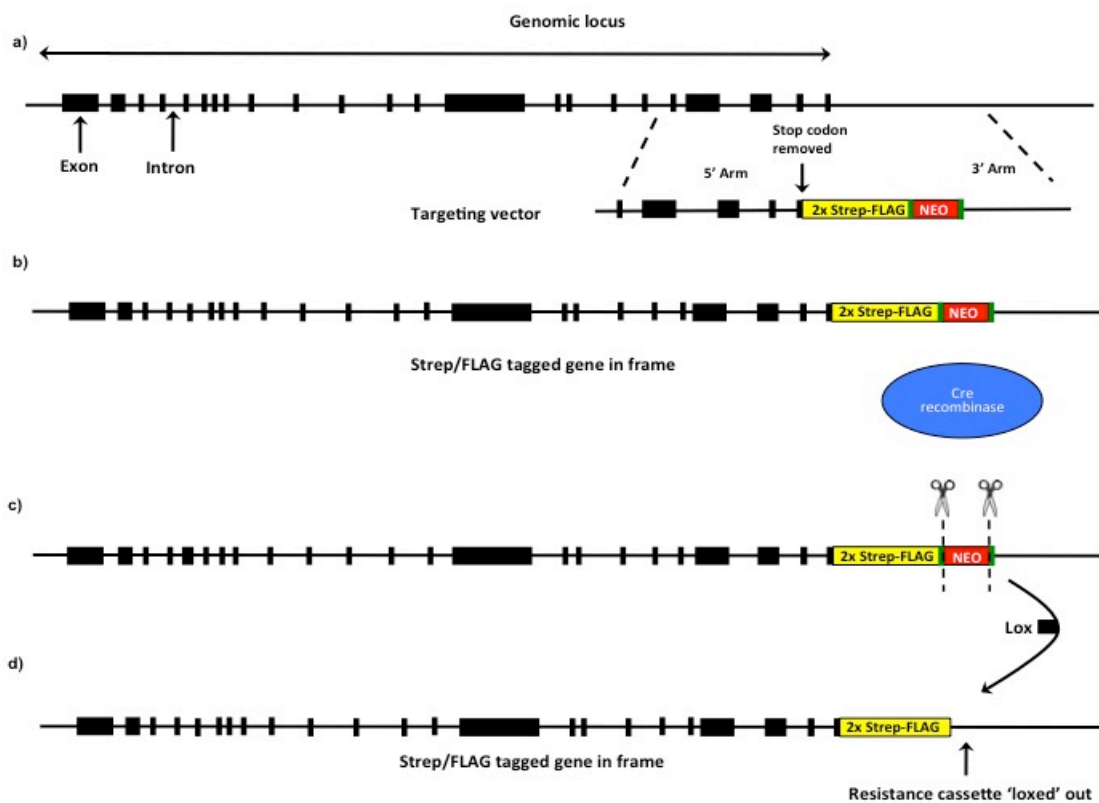 Genomic locus
a)
Exon
Intron
Stop codon
removed
5’ Arm
3’ Arm
Targeting vector
2x Strep-FLAG
NEO
b)
2x Strep-FLAG
NEO
Strep/FLAG tagged gene in frame
Cre
recombinase
c)
2x Strep-FLAG
NEO
Lox
d)
2x Strep-FLAG
Strep/FLAG tagged gene in frame
Resistance cassette ‘loxed’ out